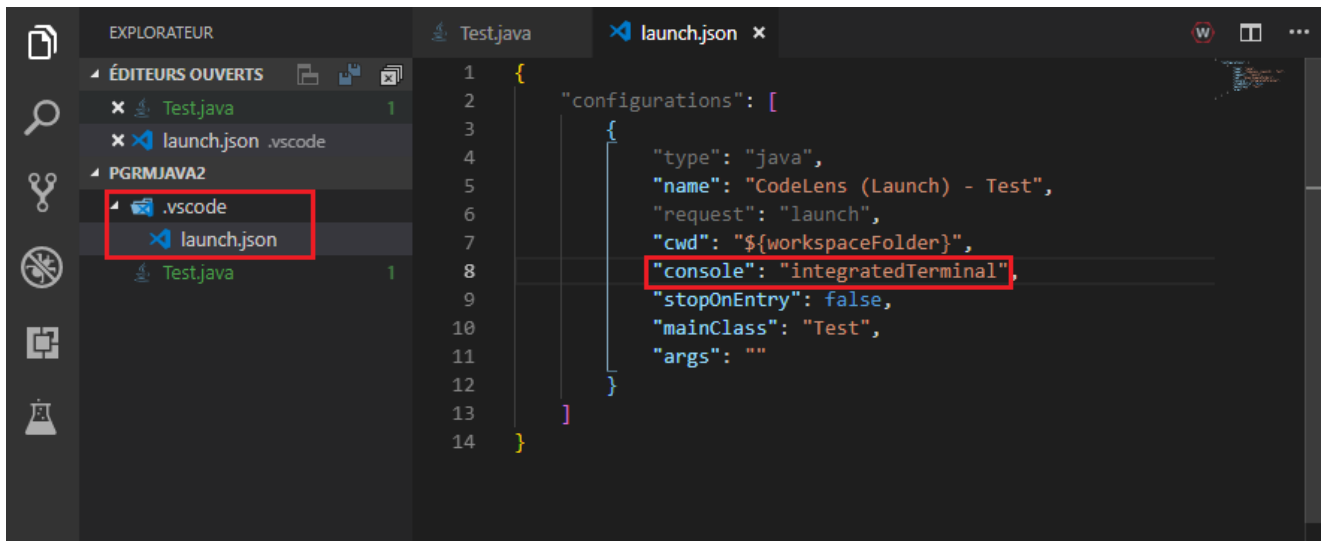 EXPLORATEUR
ÉDITEURS OUVERTS
Test.java 1
launch.json .vscode
PGRMJAVA2
.vscode
launch.json
Test.java 1
Test.java launch.json
W
1 {
2 "configurations": [
3 {
4 "type": "java",
5 "name": "CodeLens (Launch) - Test",
6 "request": "launch",
7 "cwd": "${workspaceFolder}",
8 "console": "integratedTerminal",
9 "stopOnEntry": false,
10 "mainClass": "Test",
11 "args": ""
12 }
13 ]
14 }